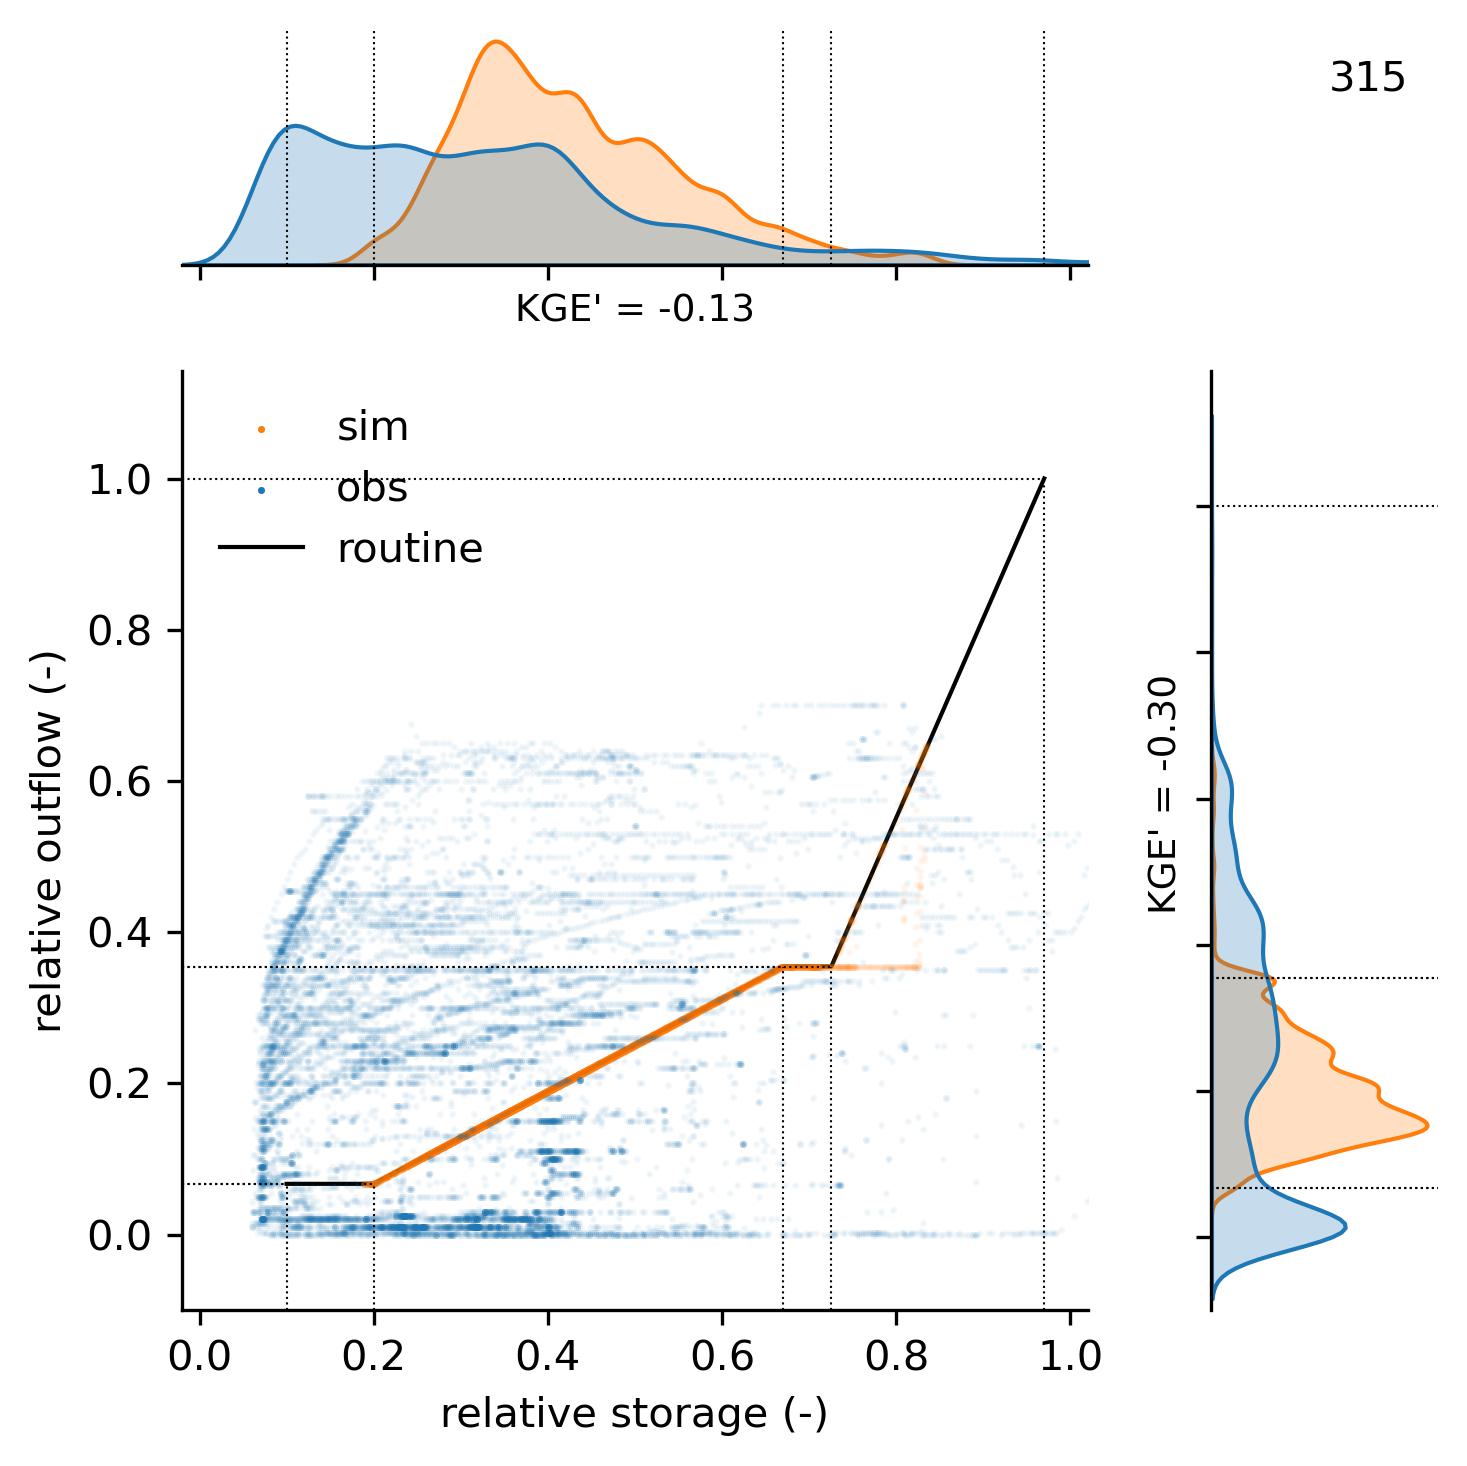 315
KGE' = -0.13
sim
obs
routine
1.0
0.8
0.6
0.4
0.2
0.0
relative outflow (-)
KGE' = -0.30
0.0 0.2 0.4 0.6 0.8 1.0
relative storage (-)